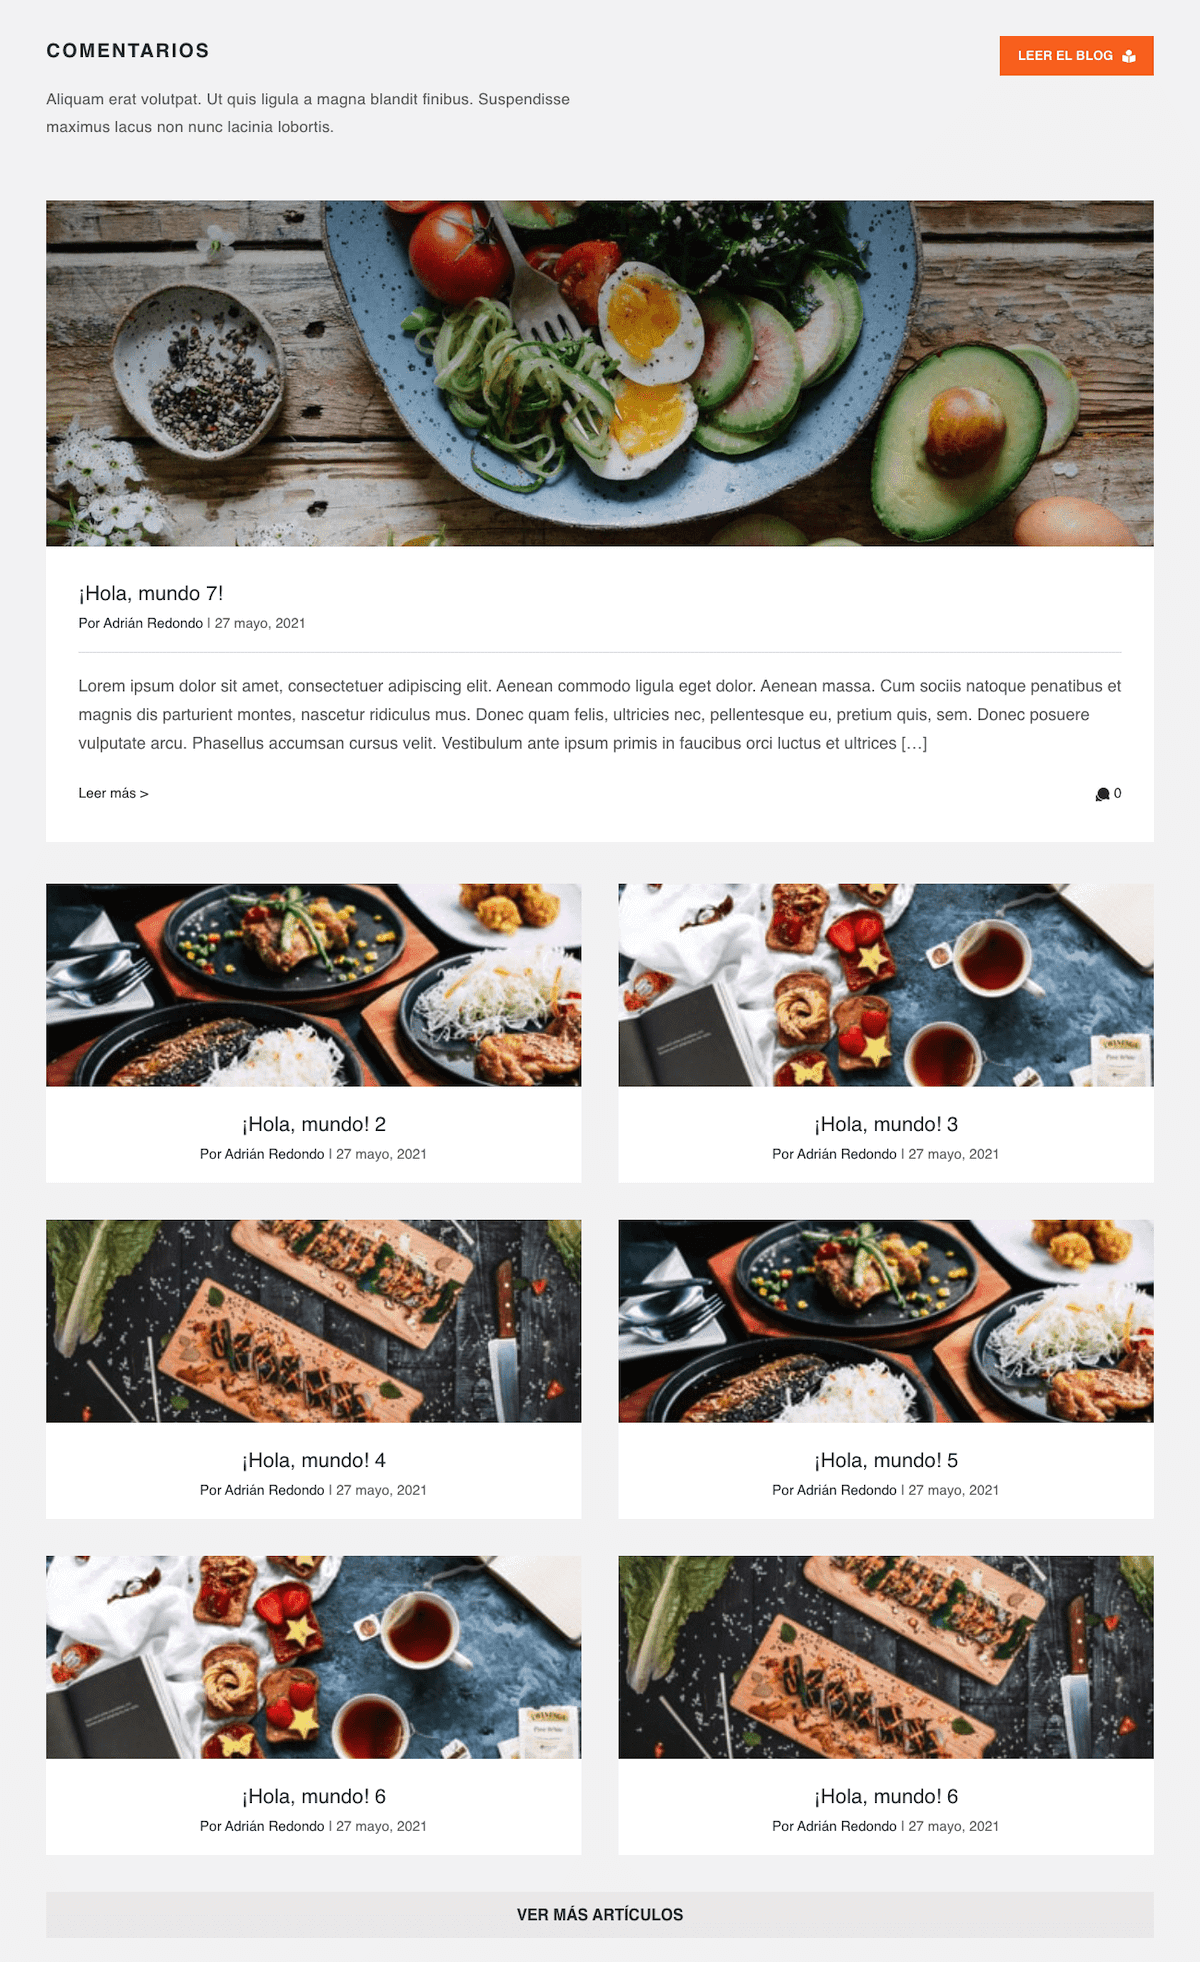 COMENTARIOS
LEER EL BLOG
Aliquam erat volutpat. Ut quis ligula a magna blandit finibus. Suspendisse
maximus lacus non nunc lacinia lobortis.
¡Hola, mundo 7!
Por Adrián Redondo | 27 mayo, 2021
Lorem ipsum dolor sit amet, consectetuer adipiscing elit. Aenean commodo ligula eget dolor. Aenean massa. Cum sociis natoque penatibus et
magnis dis parturient montes, nascetur ridiculus mus. Donec quam felis, ultricies nec, pellentesque eu, pretium quis, sem. Donec posuere
vulputate arcu. Phasellus accumsan cursus velit. Vestibulum ante ipsum primis in faucibus orci luctus et ultrices […]
Leer más >
0
¡Hola, mundo! 2
Por Adrián Redondo | 27 mayo, 2021
TWININGS
¡Hola, mundo! 3
Por Adrián Redondo | 27 mayo, 2021
¡Hola, mundo! 4
Por Adrián Redondo | 27 mayo, 2021
¡Hola, mundo! 5
Por Adrián Redondo | 27 mayo, 2021
TWININGS
¡Hola, mundo! 6
Por Adrián Redondo | 27 mayo, 2021
¡Hola, mundo! 6
Por Adrián Redondo | 27 mayo, 2021
VER MÁS ARTÍCULOS